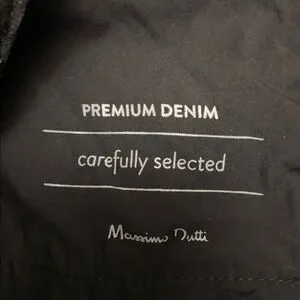 PREMIUM DENIM
carefully selected
Massimo Dutti